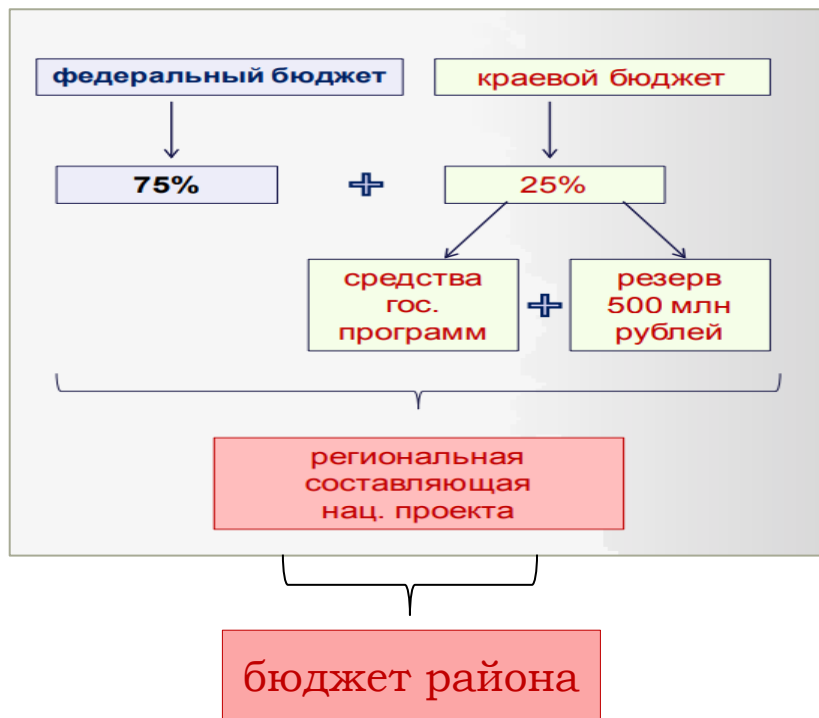 федеральный бюджет
краевой бюджет
75%
25%
средства
гос.
программ
резерв
500 млн
рублей
региональная
составляющая
нац. проекта
бюджет района